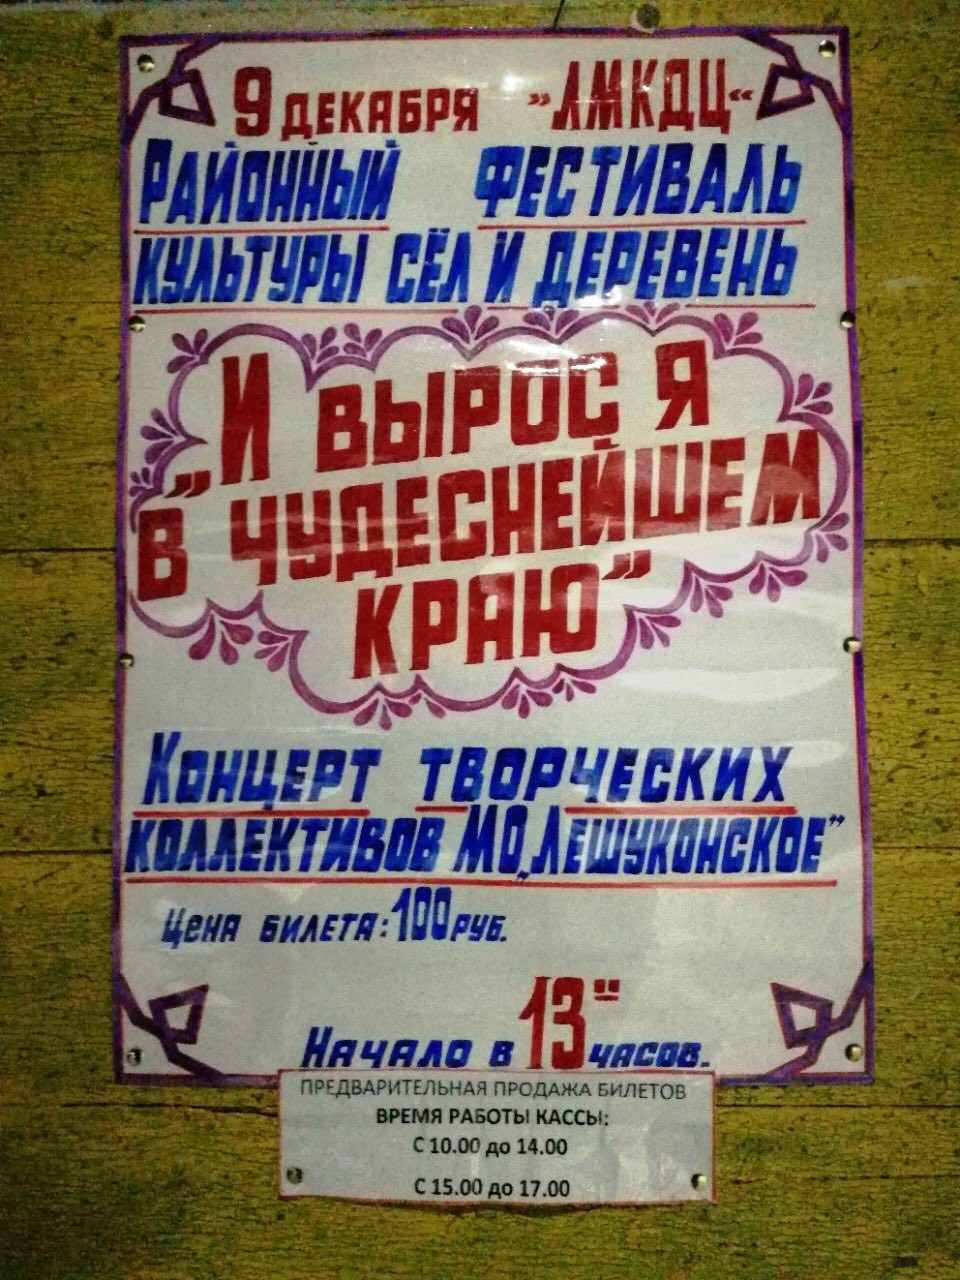 9 ДЕКАБРЯ "ЛМКДЦ"
РАЙОННЫЙ ФЕСТИВАЛЬ
КУЛЬТУРЫ СЁЛ И ДЕРЕВЕНЬ
„И ВЫРОС Я
В ЧУДЕСНЕЙШЕМ
КРАЮ"
КОНЦЕРТ ТВОРЧЕСКИХ
КОЛЛЕКТИВОВ МО „ЛЕШУКОНСКОЕ"
ЦЕНА БИЛЕТА: 100 РУБ.
НАЧАЛО В 13 ЧАСОВ.
ПРЕДВАРИТЕЛЬНАЯ ПРОДАЖА БИЛЕТОВ
ВРЕМЯ РАБОТЫ КАССЫ:
С 10.00 до 14.00
С 15.00 до 17.00